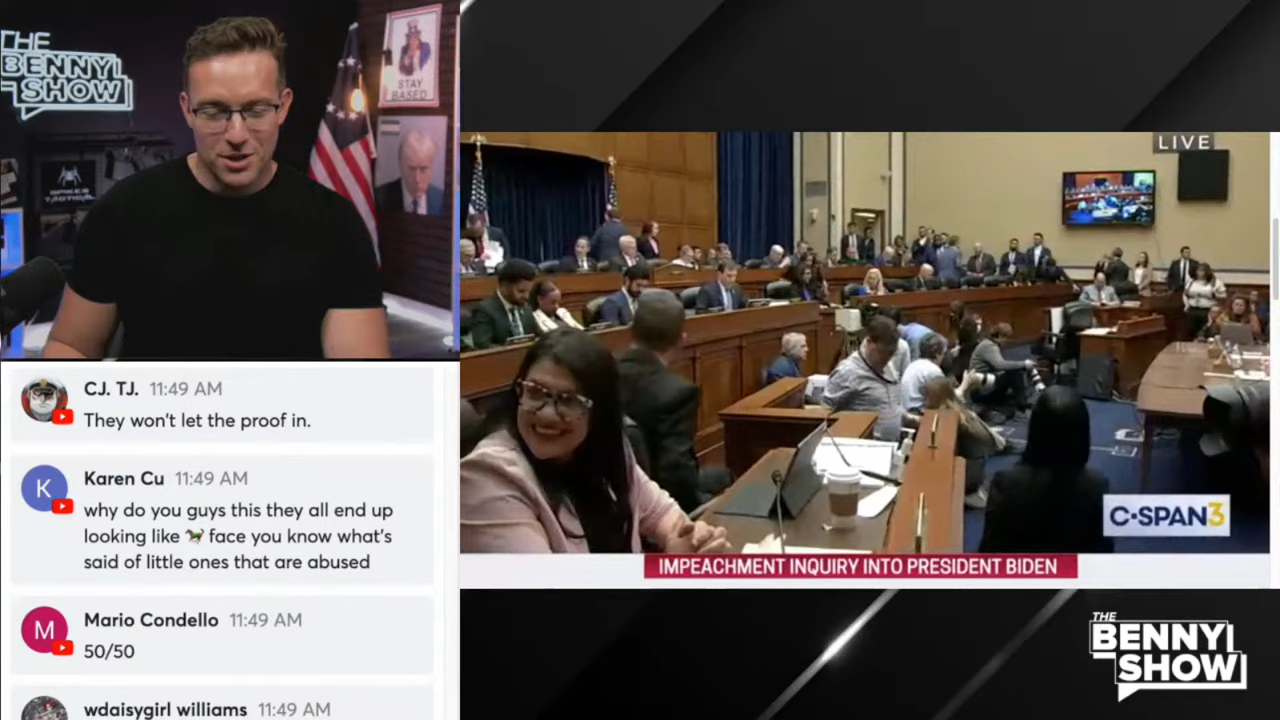 THE
BENNY
SHOW
STAY
BASED
SPIKE'S
TACTICAL
CJ. TJ. 11:49 AM
They won't let the proof in.
K
Karen Cu 11:49 AM
why do you guys this they all end up
looking like 🐎 face you know what's
said of little ones that are abused
M
Mario Condello 11:49 AM
50/50
wdaisygirl williams 11:49 AM
LIVE
C-SPAN3
IMPEACHMENT INQUIRY INTO PRESIDENT BIDEN
THE
BENNY
SHOW